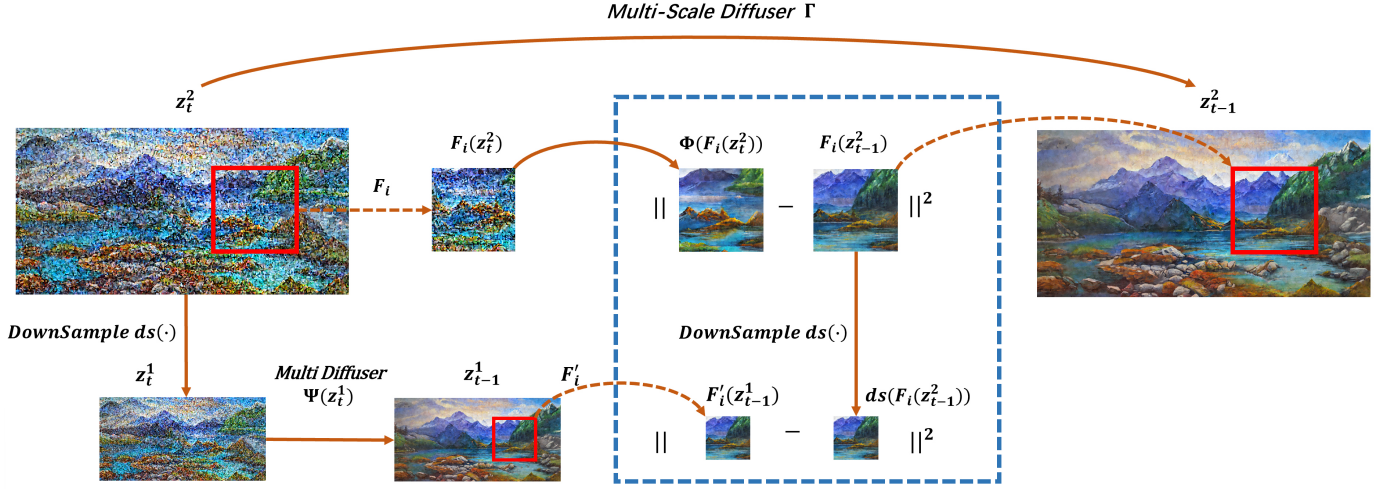 Multi-Scale Diffuser Γ
z_t^2
z_{t-1}^2
F_i(z_t^2)
Φ(F_i(z_t^2))
F_i(z_{t-1}^2)
F_i
|| − ||^2
DownSample ds(·)
DownSample ds(·)
z_t^1
Multi Diffuser
Ψ(z_t^1)
z_{t-1}^1
F_i′
F_i′(z_{t-1}^1)
ds(F_i(z_{t-1}^2))
|| − ||^2